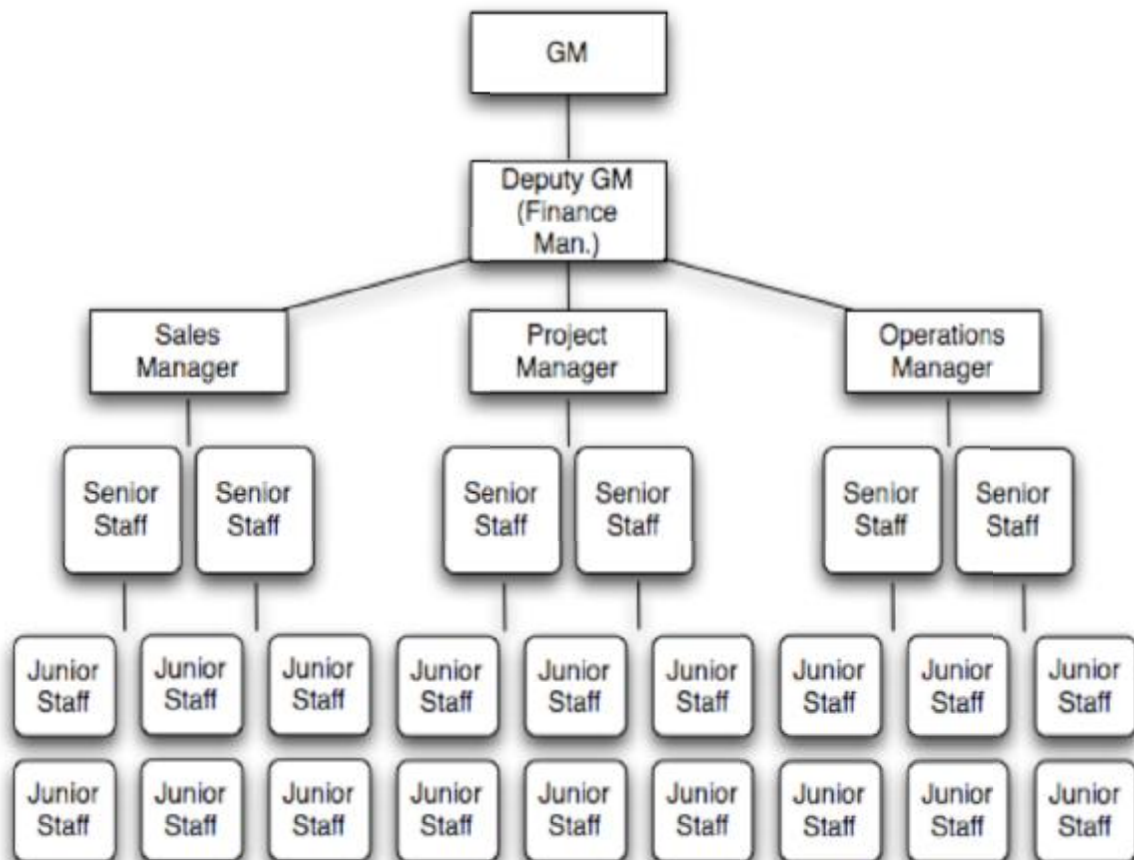 GM
Deputy GM
(Finance
Man.)
Sales
Manager
Project
Manager
Operations
Manager
Senior
Staff
Senior
Staff
Senior
Staff
Senior
Staff
Senior
Staff
Senior
Staff
Junior
Staff
Junior
Staff
Junior
Staff
Junior
Staff
Junior
Staff
Junior
Staff
Junior
Staff
Junior
Staff
Junior
Staff
Junior
Staff
Junior
Staff
Junior
Staff
Junior
Staff
Junior
Staff
Junior
Staff
Junior
Staff
Junior
Staff
Junior
Staff